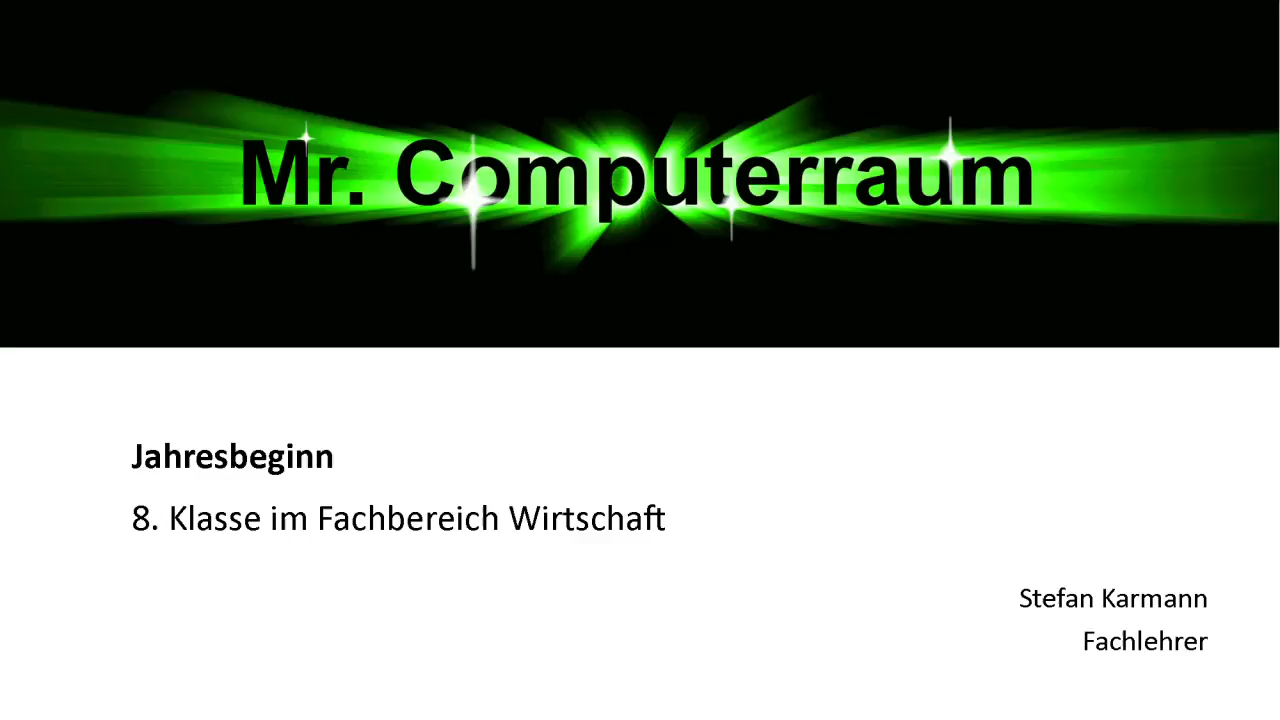 Mr. Computerraum
Jahresbeginn
8. Klasse im Fachbereich Wirtschaft
Stefan Karmann
Fachlehrer